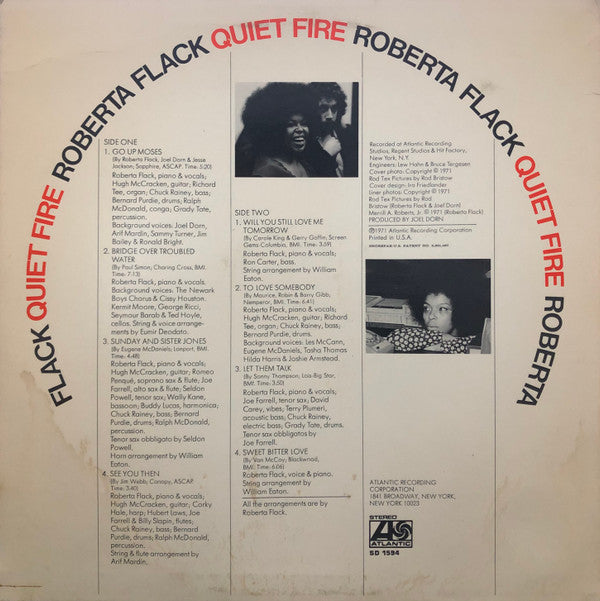 FLACK QUIET FIRE ROBERTA FLACK QUIET FIRE ROBERTA FLACK QUIET FIRE ROBERTA
SIDE ONE
1. GO UP MOSES
(By Roberta Flack, Joel Dorn & Jesse
Jackson; Sapphire, ASCAP. Time: 5:20)
Roberta Flack, piano & vocals;
Hugh McCracken, guitar; Richard
Tee, organ; Chuck Rainey, bass;
Bernard Purdie, drums; Ralph
McDonald, conga; Grady Tate,
percussion.
Background voices: Joel Dorn,
Arif Mardin, Sammy Turner, Jim
Bailey & Ronald Bright.
2. BRIDGE OVER TROUBLED
WATER
(By Paul Simon; Charing Cross, BMI.
Time: 7:13)
Roberta Flack, piano & vocals.
Background voices: The Newark
Boys Chorus & Cissy Houston.
Kermit Moore, George Ricci,
Seymour Barab & Ted Hoyle,
cellos. String & voice arrange-
ments by Eumir Deodato.
3. SUNDAY AND SISTER JONES
(By Eugene McDaniels; Lonport, BMI.
Time: 4:48)
Roberta Flack, piano & vocals;
Hugh McCracken, guitar; Romeo
Penque, soprano sax & flute; Joe
Farrell, alto sax & flute; Seldon
Powell, tenor sax; Wally Kane,
bassoon; Buddy Lucas, harmonica;
Chuck Rainey, bass; Bernard
Purdie, drums; Ralph McDonald,
percussion.
Tenor sax obbligatos by Seldon
Powell.
Horn arrangement by William
Eaton.
4. SEE YOU THEN
(By Jim Webb; Canopy, ASCAP.
Time: 3:40)
Roberta Flack, piano & vocals;
Hugh McCracken, guitar; Corky
Hale, harp; Hubert Laws, Joe
Farrell & Billy Slapin, flutes;
Chuck Rainey, bass; Bernard
Purdie, drums; Ralph McDonald,
percussion.
String & flute arrangement by
Arif Mardin.
SIDE TWO
1. WILL YOU STILL LOVE ME
TOMORROW
(By Carole King & Gerry Goffin; Screen
Gems Columbia, BMI. Time: 3:59)
Roberta Flack, piano & vocals;
Ron Carter, bass.
String arrangement by William
Eaton.
2. TO LOVE SOMEBODY
(By Maurice, Robin & Barry Gibb;
Nemperor, BMI. Time: 6:41)
Roberta Flack, piano & vocals;
Hugh McCracken, guitar; Richard
Tee, organ; Chuck Rainey, bass;
Bernard Purdie, drums.
Background voices: Les McCann,
Eugene McDaniels, Tasha Thomas
Hilda Harris & Joshie Armstead.
3. LET THEM TALK
(By Sonny Thompson; Lois-Big Star,
BMI. Time: 3:50)
Roberta Flack, piano & vocals;
Joe Farrell, tenor sax; David
Carey, vibes; Terry Plumeri,
acoustic bass; Chuck Rainey,
electric bass; Grady Tate, drums.
Tenor sax obbligatos by
Joe Farrell.
4. SWEET BITTER LOVE
(By Van McCoy; Blackwood,
BMI. Time: 6:06)
Roberta Flack, voice & piano.
String arrangement by
William Eaton.
All the arrangements are by
Roberta Flack.
Recorded at Atlantic Recording
Studios, Regent Studios & Hit Factory,
New York, N.Y.
Engineers: Lew Hahn & Bruce Tergesen
Cover photo: Copyright © 1971
Rod Tex Pictures by Rod Bristow
Cover design: Ira Friedlander
Liner photos: Copyright © 1971
Rod Tex Pictures by Rod
Bristow (Roberta Flack & Joel Dorn)
Merrill A. Roberts, Jr. © 1971 (Roberta Flack)
PRODUCED BY JOEL DORN
Ⓟ1971 Atlantic Recording Corporation
Printed in U.S.A.
ATLANTIC RECORDING
CORPORATION
1841 BROADWAY, NEW YORK,
NEW YORK 10023
STEREO
ATLANTIC
SD 1594